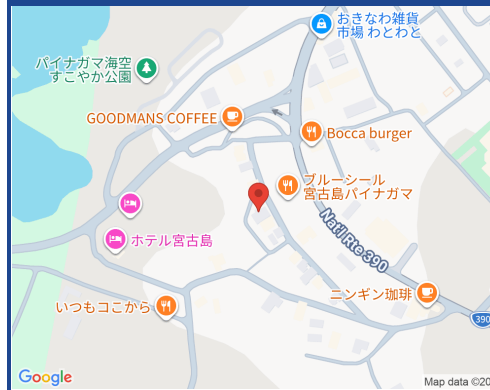 おきなわ雑貨
市場 わとわと
パイナガマ海空
すこやか公園
GOODMANS COFFEE
Bocca burger
ブルーシール
宮古島パイナガマ
ホテル宮古島
Nat'l Rte 390
ニンギン珈琲
いつもコこから
390
Google
Map data ©20